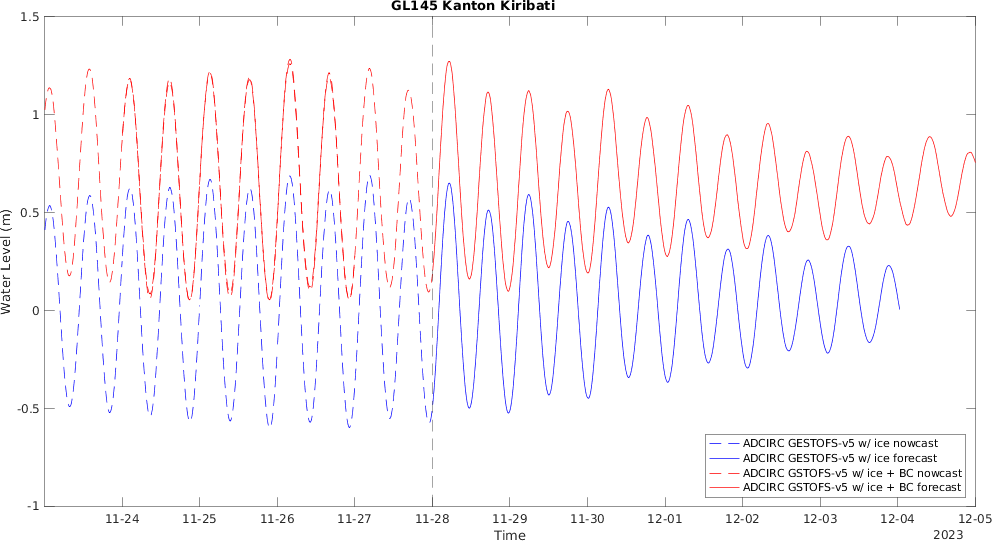 GL145 Kanton Kiribati
1.5
1
0.5
0
-0.5
-1
Water Level (m)
11-24
11-25
11-26
11-27
11-28
11-29
11-30
12-01
12-02
12-03
12-04
12-05
Time
2023
ADCIRC GESTOFS-v5 w/ ice nowcast
ADCIRC GESTOFS-v5 w/ ice forecast
ADCIRC GSTOFS-v5 w/ ice + BC nowcast
ADCIRC GSTOFS-v5 w/ ice + BC forecast